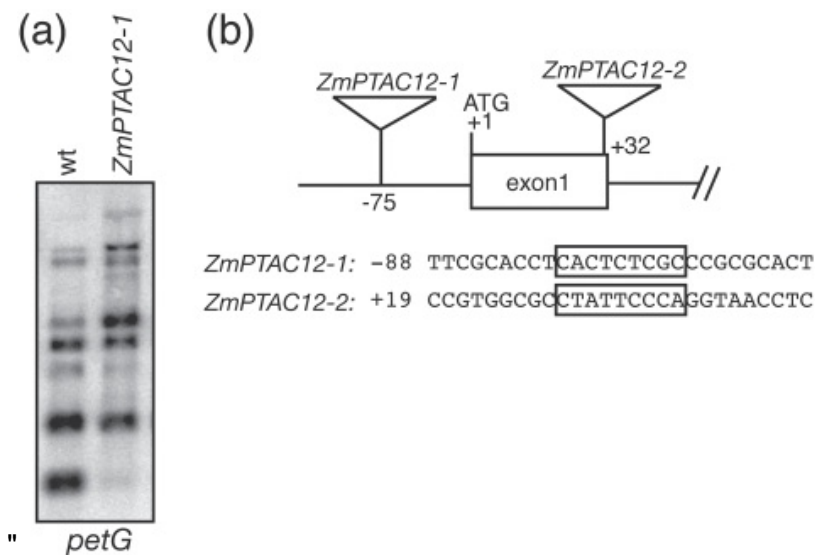 (a)
wt
ZmPTAC12-1
"
petG
(b)
ZmPTAC12-1
ZmPTAC12-2
ATG
+1
+32
exon1
-75
ZmPTAC12-1: -88 TTCGCACCTCACTCTCGCCCGCGCACT
ZmPTAC12-2: +19 CCGTGGCGCCTATTCCCAGGTAACCTC